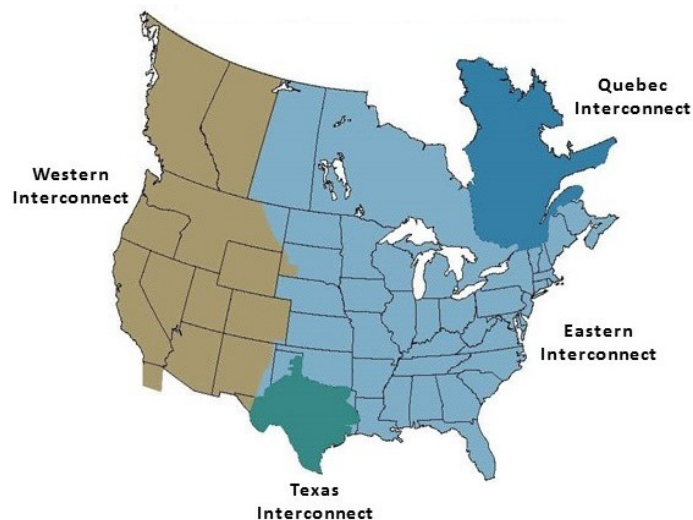 Quebec
Interconnect
Western
Interconnect
Eastern
Interconnect
Texas
Interconnect